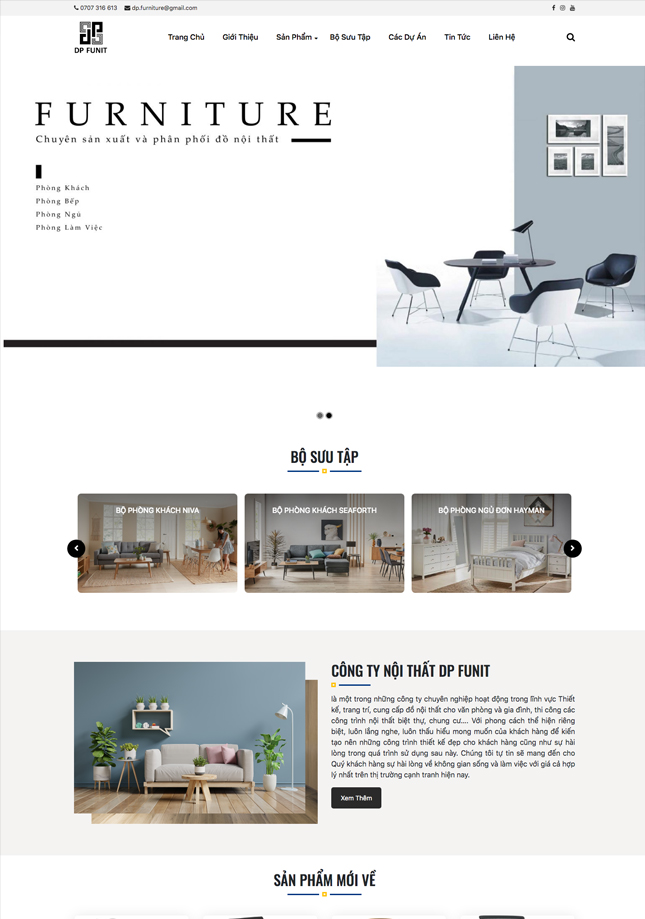 0707 316 613 dp.furniture@gmail.com
DP FUNIT
Trang Chủ Giới Thiệu Sản Phẩm Bộ Sưu Tập Các Dự Án Tin Tức Liên Hệ
FURNITURE
Chuyên sản xuất và phân phối đồ nội thất
Phòng Khách
Phòng Bếp
Phòng Ngủ
Phòng Làm Việc
BỘ SƯU TẬP
BỘ PHÒNG KHÁCH NIVA
BỘ PHÒNG KHÁCH SEAFORTH
BỘ PHÒNG NGỦ ĐƠN HAYMAN
CÔNG TY NỘI THẤT DP FUNIT
là một trong những công ty chuyên nghiệp hoạt động trong lĩnh vực Thiết
kế, trang trí, cung cấp đồ nội thất cho văn phòng và gia đình, thi công các
công trình nội thất biệt thự, chung cư.... Với phong cách thể hiện riêng
biệt, luôn lắng nghe, luôn thấu hiểu mong muốn của khách hàng để kiến
tạo nên những công trình thiết kế đẹp cho khách hàng cũng như sự hài
lòng trong quá trình sử dụng sau này. Chúng tôi tự tin sẽ mang đến cho
Quý khách hàng sự hài lòng về không gian sống và làm việc với giá cả hợp
lý nhất trên thị trường cạnh tranh hiện nay.
Xem Thêm
SẢN PHẨM MỚI VỀ